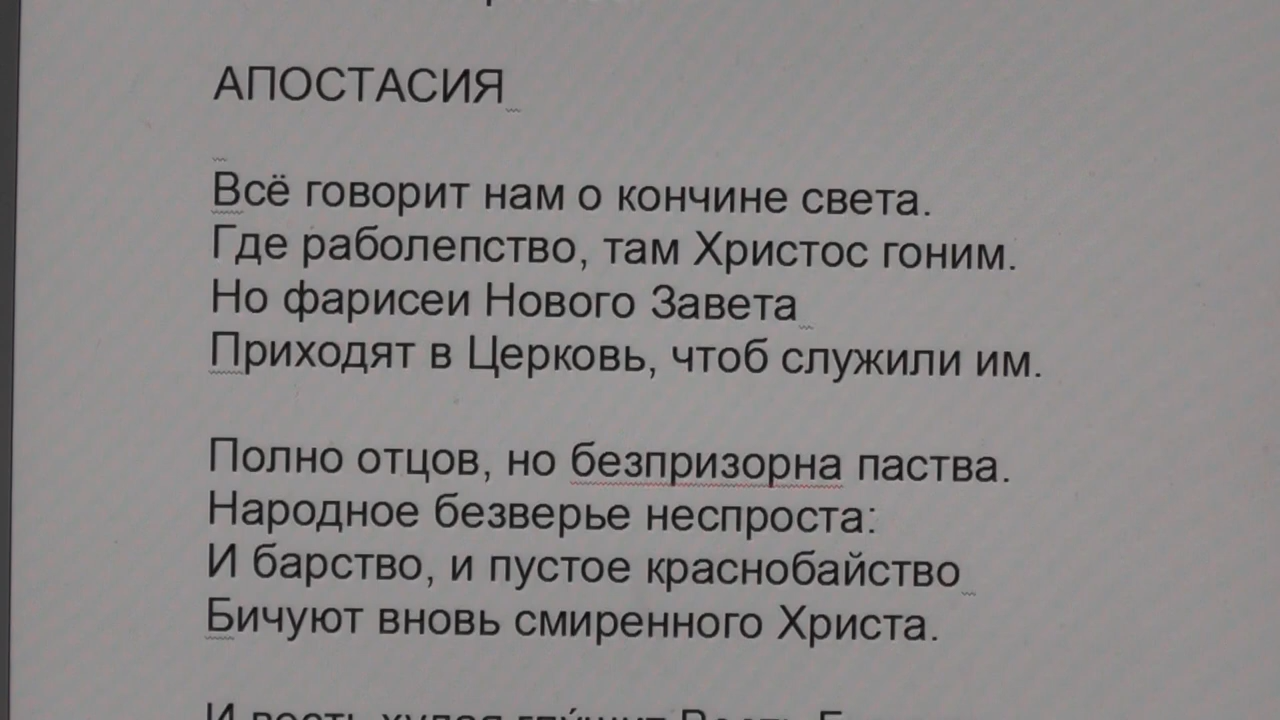 АПОСТАСИЯ
Всё говорит нам о кончине света.
Где раболепство, там Христос гоним.
Но фарисеи Нового Завета
Приходят в Церковь, чтоб служили им.
Полно отцов, но безпризорна паства.
Народное безверье неспроста:
И барство, и пустое краснобайство
Бичуют вновь смиренного Христа.